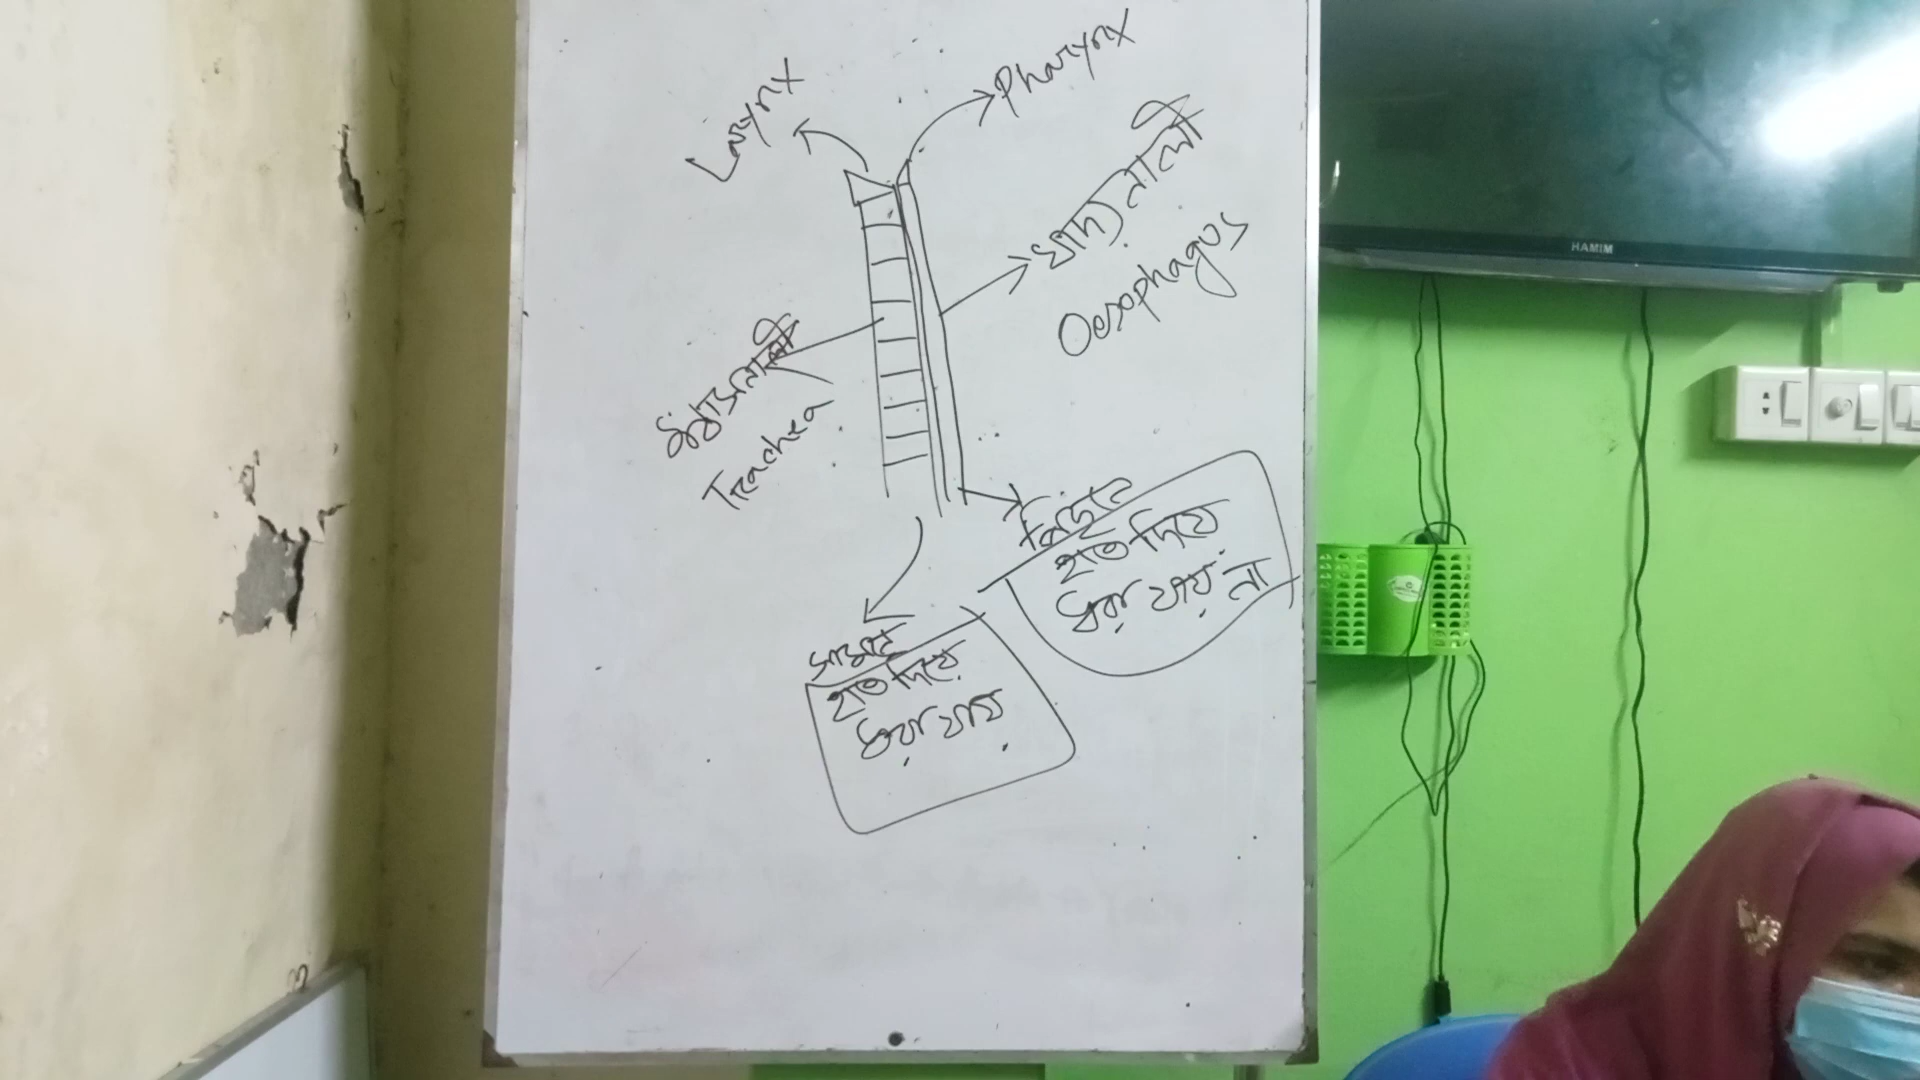 Larynx
Pharynx
খাদ্যনালী
Oesophagus
শ্বাসনালী
Trachea
পিছনে
হাত দিয়ে
ধরা যায় না
সামনে
হাত দিয়ে
ধরা যায়
HAMIM